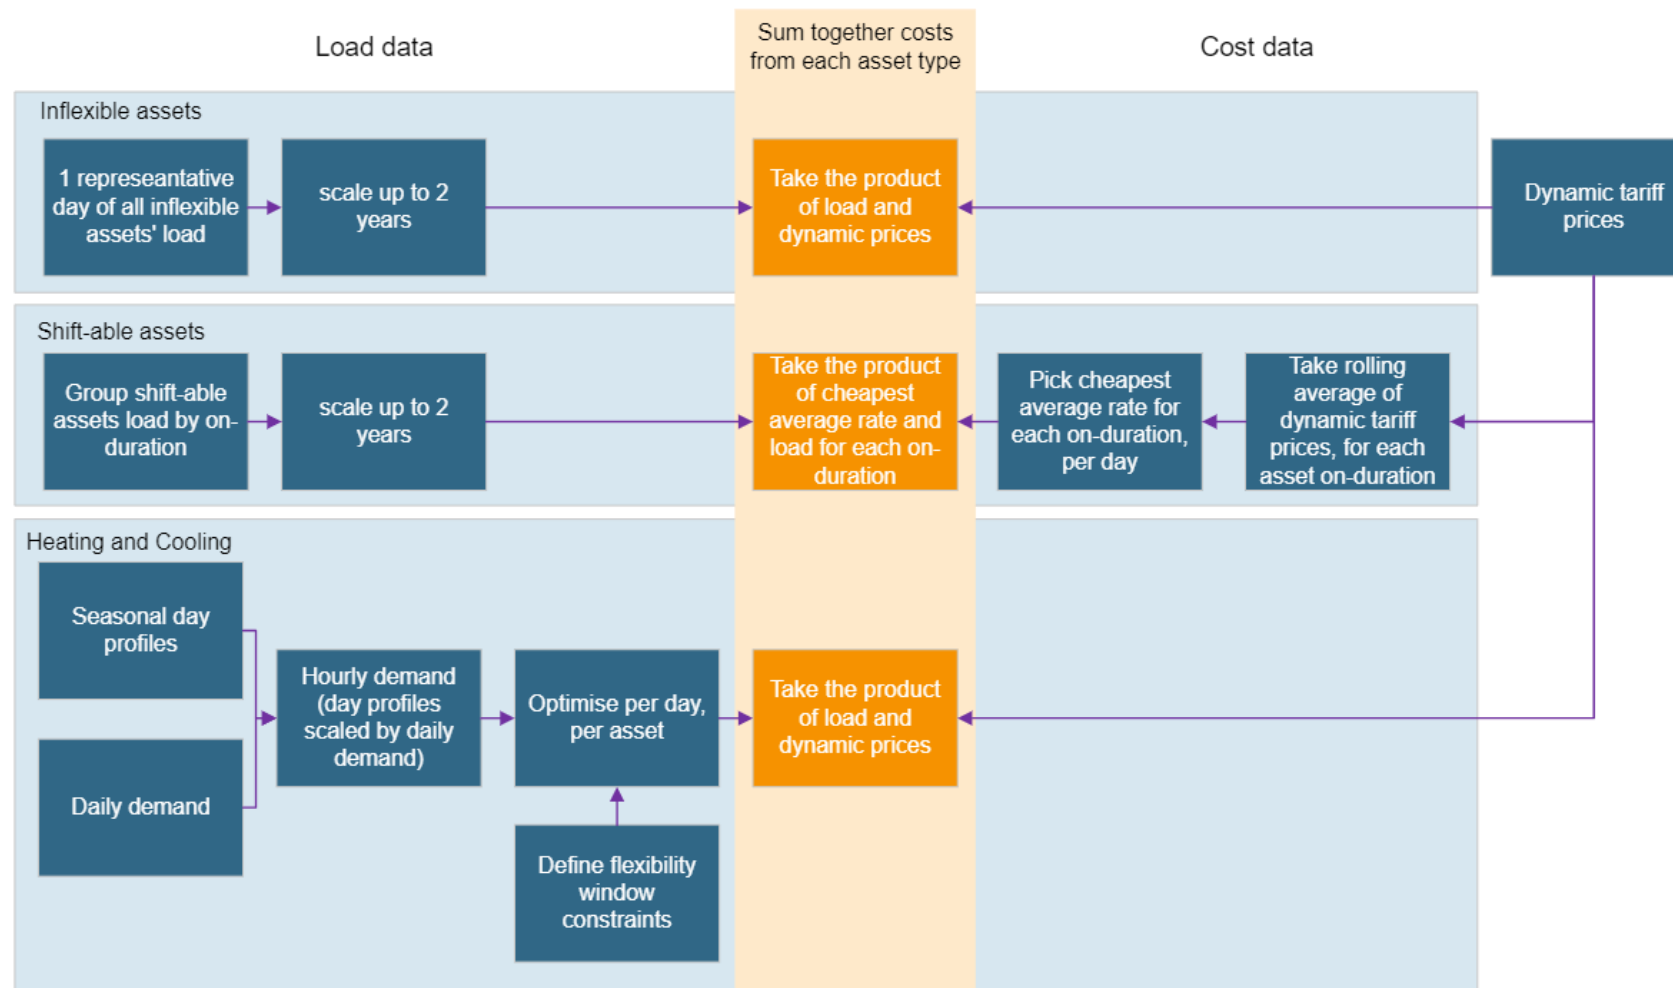 Load data
Sum together costs
from each asset type
Cost data
Inflexible assets
1 represeantative
day of all inflexible
assets' load
scale up to 2
years
Take the product
of load and
dynamic prices
Dynamic tariff
prices
Shift-able assets
Group shift-able
assets load by on-
duration
scale up to 2
years
Take the product
of cheapest
average rate and
load for each on-
duration
Pick cheapest
average rate for
each on-duration,
per day
Take rolling
average of
dynamic tariff
prices, for each
asset on-duration
Heating and Cooling
Seasonal day
profiles
Daily demand
Hourly demand
(day profiles
scaled by daily
demand)
Optimise per day,
per asset
Define flexibility
window
constraints
Take the product
of load and
dynamic prices